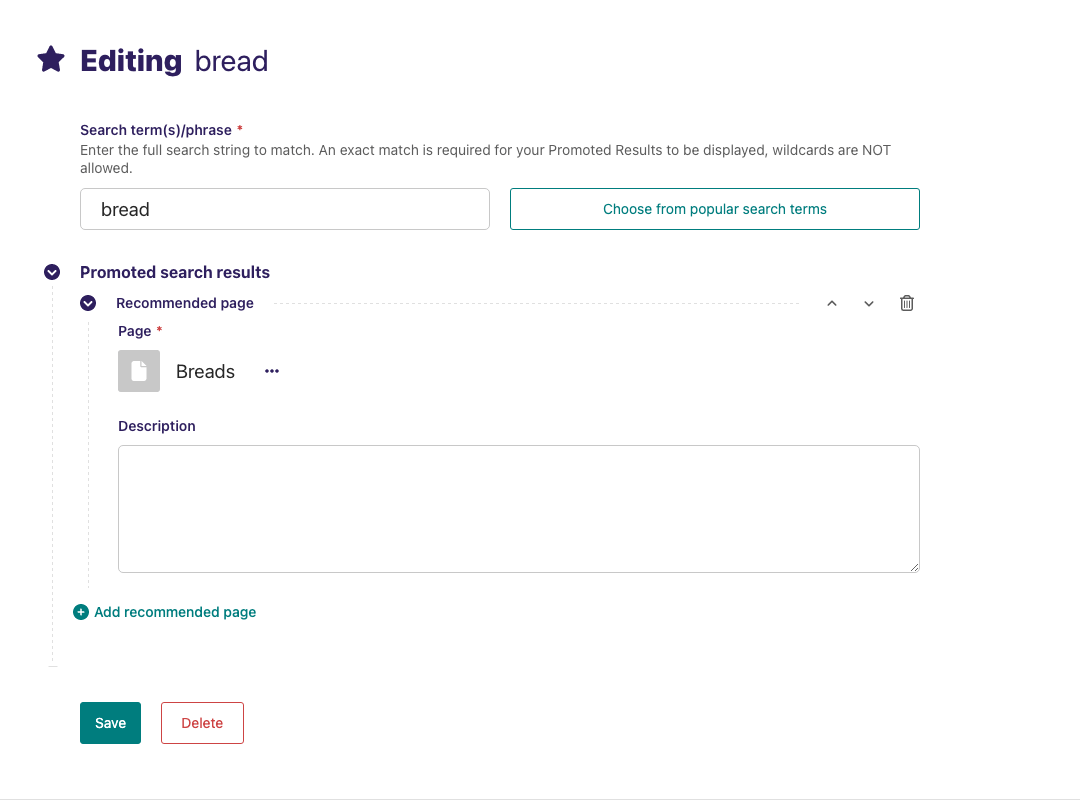 Editing bread
Search term(s)/phrase *
Enter the full search string to match. An exact match is required for your Promoted Results to be displayed, wildcards are NOT
allowed.
bread
Choose from popular search terms
Promoted search results
Recommended page
Page *
Breads
Description
Add recommended page
Save
Delete